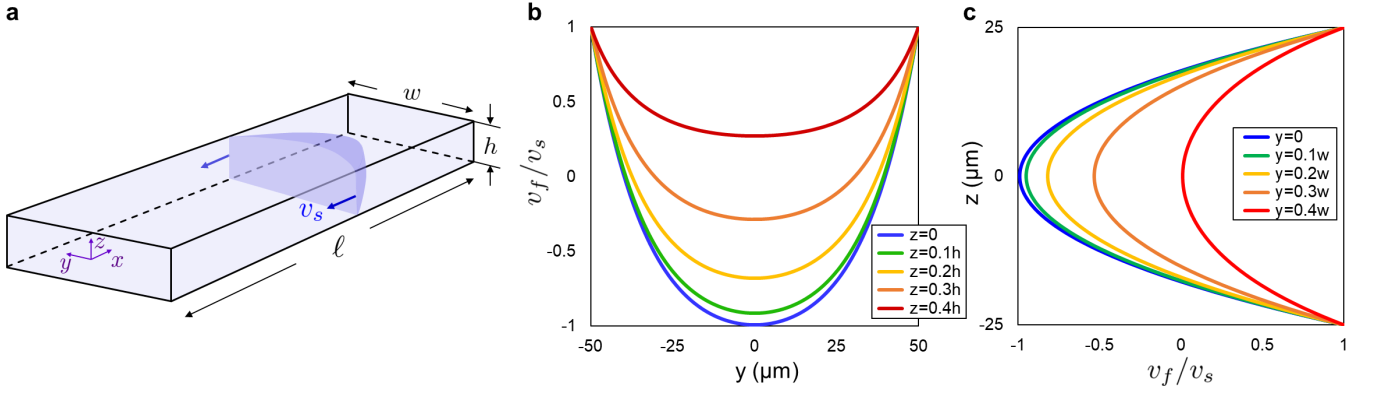 a
w
h
v_s
ℓ
z
y
x
b
v_f/v_s
1
0.5
0
-0.5
-1
-50
-25
0
25
50
y (μm)
z=0
z=0.1h
z=0.2h
z=0.3h
z=0.4h
c
z (μm)
25
0
-25
-1
-0.5
0
0.5
1
v_f/v_s
y=0
y=0.1w
y=0.2w
y=0.3w
y=0.4w